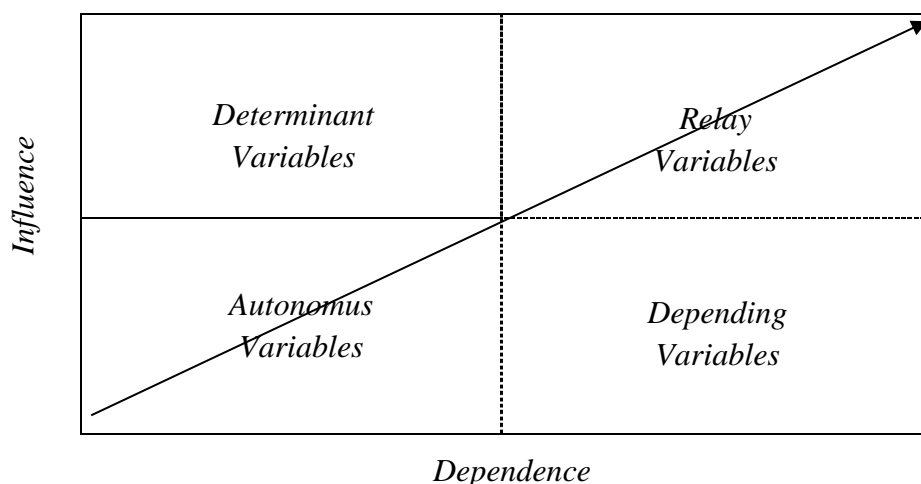 Determinant
Variables
Relay
Variables
Influence
Autonomus
Variables
Depending
Variables
Dependence